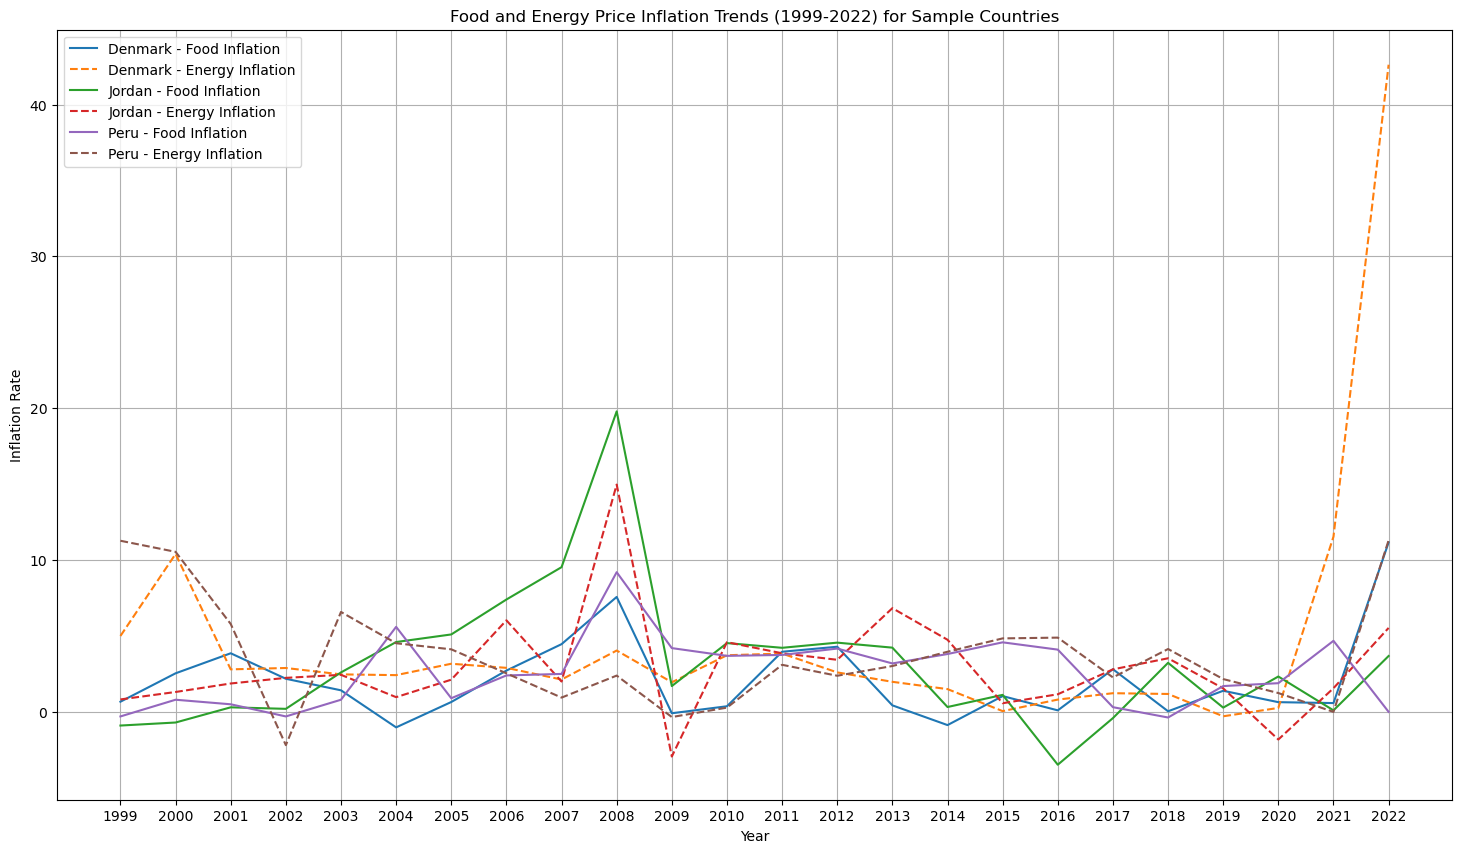 Food and Energy Price Inflation Trends (1999-2022) for Sample Countries
Denmark - Food Inflation
Denmark - Energy Inflation
Jordan - Food Inflation
Jordan - Energy Inflation
Peru - Food Inflation
Peru - Energy Inflation
40
30
20
10
0
Inflation Rate
1999 2000 2001 2002 2003 2004 2005 2006 2007 2008 2009 2010 2011 2012 2013 2014 2015 2016 2017 2018 2019 2020 2021 2022
Year